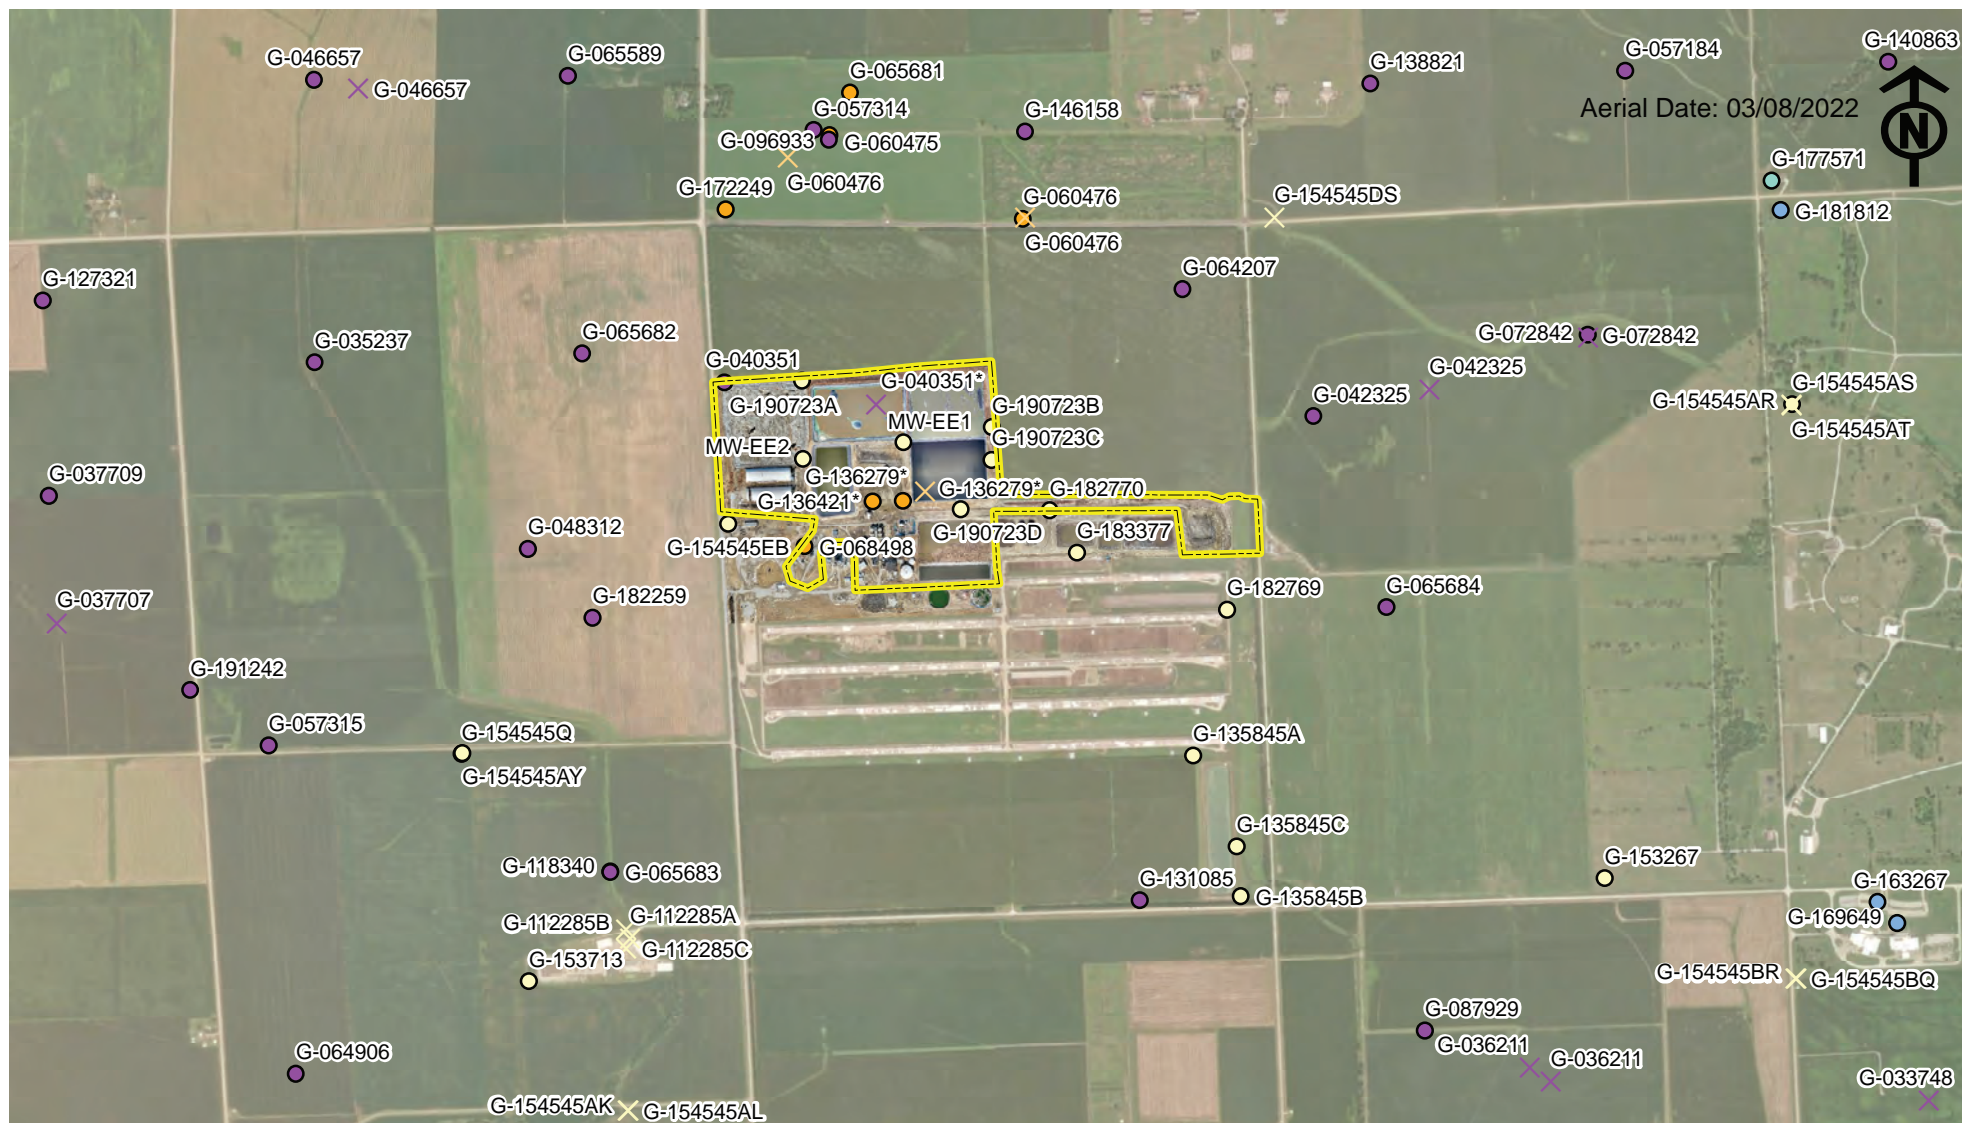 G-140863
G-046657
G-065589
G-057184
G-138821
G-065681
G-046657
Aerial Date: 03/08/2022
G-057314
G-146158
N
G-096933
G-060475
G-177571
G-060476
G-172249
G-060476
G-154545DS
G-181812
G-060476
G-127321
G-064207
G-035237
G-065682
G-072842
G-072842
G-040351
G-042325
G-040351*
G-154545AS
G-190723A
G-190723B
G-042325
G-154545AR
MW-EE1
G-154545AT
G-190723C
MW-EE2
G-037709
G-136279*
G-136421*
G-136279*
G-182770
G-048312
G-190723D
G-183377
G-154545EB
G-068498
G-037707
G-182259
G-182769
G-065684
G-191242
G-057315
G-154545Q
G-135845A
G-154545AY
G-135845C
G-118340
G-065683
G-153267
G-131085
G-163267
G-135845B
G-112285A
G-112285B
G-169649
G-112285C
G-153713
G-154545BR
G-154545BQ
G-087929
G-036211
G-064906
G-036211
G-033748
G-154545AK
G-154545AL